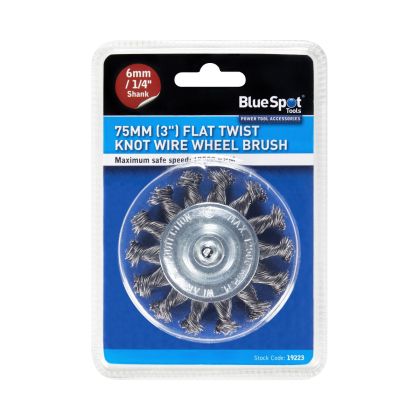 6mm
/ 1/4"
Shank
BlueSpot
Tools
POWER TOOL ACCESSORIES
75MM (3") FLAT TWIST
KNOT WIRE WHEEL BRUSH
Maximum safe speed:
MAX
Stock Code: 19223